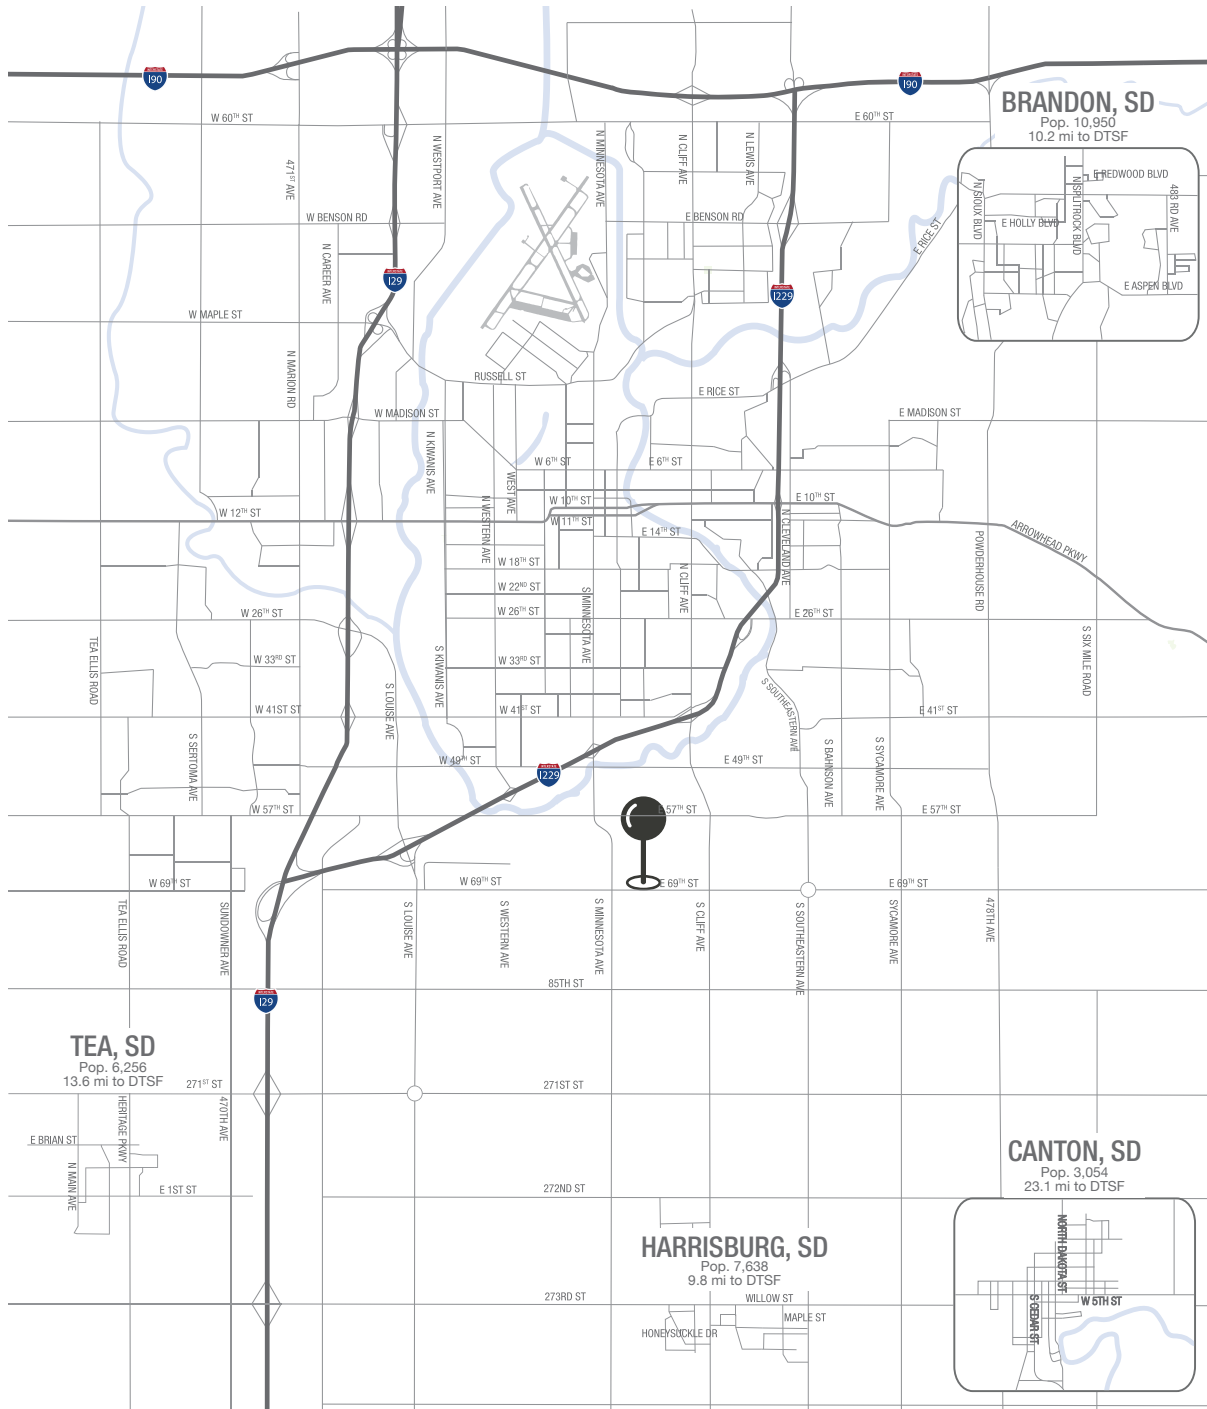 I90
I90
BRANDON, SD
Pop. 10,950
10.2 mi to DTSF
W 60TH ST
E 60TH ST
N WESTPORT AVE
N MINNESOTA AVE
N CLIFF AVE
N LEWIS AVE
471ST AVE
E REDWOOD BLVD
N SIOUX BLVD
N SPLITROCK BLVD
483 RD AVE
E HOLLY BLVD
E ASPEN BLVD
W BENSON RD
E BENSON RD
E RICE ST
N CAREER AVE
I29
I229
W MAPLE ST
N MARION RD
RUSSELL ST
E RICE ST
W MADISON ST
E MADISON ST
N KIWANIS AVE
W 6TH ST
E 6TH ST
WEST AVE
N WESTERN AVE
W 10TH ST
E 10TH ST
W 12TH ST
W 11TH ST
N CLEVELAND AVE
E 14TH ST
ARROWHEAD PKWY
POWDERHOUSE RD
W 18TH ST
N CLIFF AVE
W 22ND ST
S MINNESOTA AVE
W 26TH ST
W 26TH ST
E 26TH ST
TEA ELLIS ROAD
S SIX MILE ROAD
W 33RD ST
W 33RD ST
S KIWANIS AVE
S LOUISE AVE
S SOUTHEASTERN AVE
W 41ST ST
W 41ST ST
E 41ST ST
S SERTOMA AVE
S BAHNSON AVE
S SYCAMORE AVE
W 49TH ST
E 49TH ST
I229
W 57TH ST
E 57TH ST
E 57TH ST
W 69TH ST
W 69TH ST
E 69TH ST
E 69TH ST
TEA ELLIS ROAD
SUNDOWNER AVE
S LOUISE AVE
S WESTERN AVE
S MINNESOTA AVE
S CLIFF AVE
S SOUTHEASTERN AVE
SYCAMORE AVE
478TH AVE
85TH ST
I29
TEA, SD
Pop. 6,256
13.6 mi to DTSF
271ST ST
271ST ST
HERITAGE PKWY
470TH AVE
E BRIAN ST
N MAIN AVE
E 1ST ST
272ND ST
CANTON, SD
Pop. 3,054
23.1 mi to DTSF
NORTH DAKOTA ST
S CEDAR ST
W 5TH ST
HARRISBURG, SD
Pop. 7,638
9.8 mi to DTSF
273RD ST
WILLOW ST
MAPLE ST
HONEYSUCKLE DR